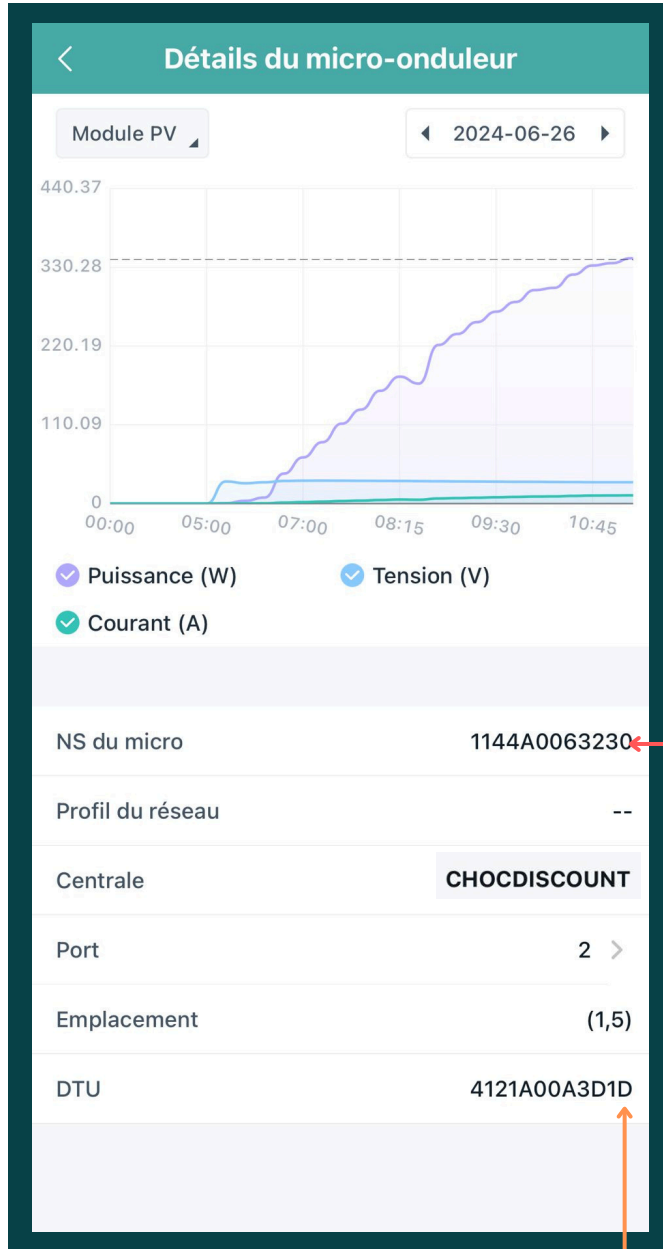 Détails du micro-onduleur
Module PV
2024-06-26
440.37
330.28
220.19
110.09
0
00:00 05:00 07:00 08:15 09:30 10:45
Puissance (W) Tension (V)
Courant (A)
NS du micro 1144A0063230
Profil du réseau --
Centrale CHOCDISCOUNT
Port 2
Emplacement (1,5)
DTU 4121A00A3D1D